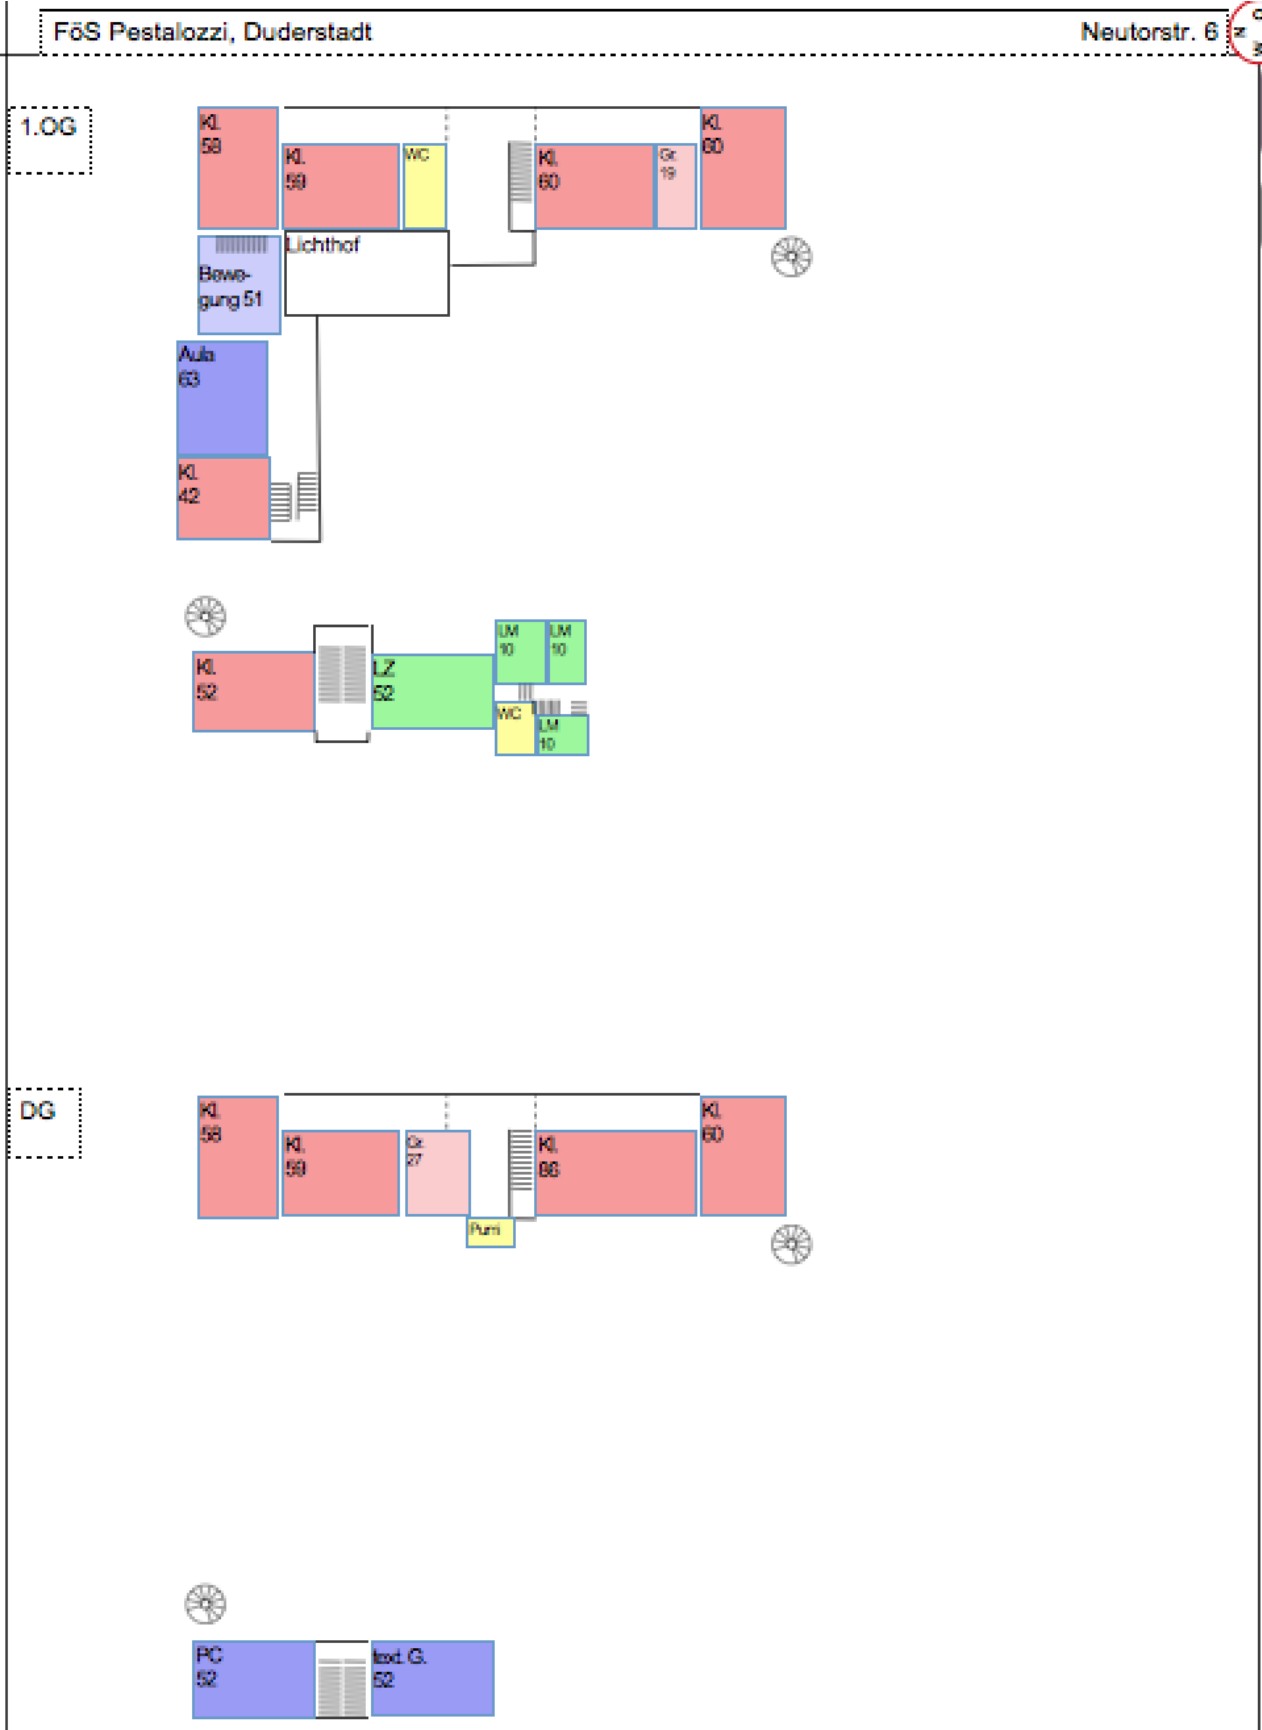 FöS Pestalozzi, Duderstadt
Neutorstr. 6
1.OG
Kl.
58
Kl.
59
WC
Kl.
60
Gr.
19
Kl.
60
Lichthof
Bewe-
gung 51
Aula
63
Kl.
42
Kl.
52
LZ
52
LM
10
LM
10
WC
LM
10
DG
Kl.
58
Kl.
59
Gr.
27
Kl.
86
Kl.
60
PC
52
text. G.
52